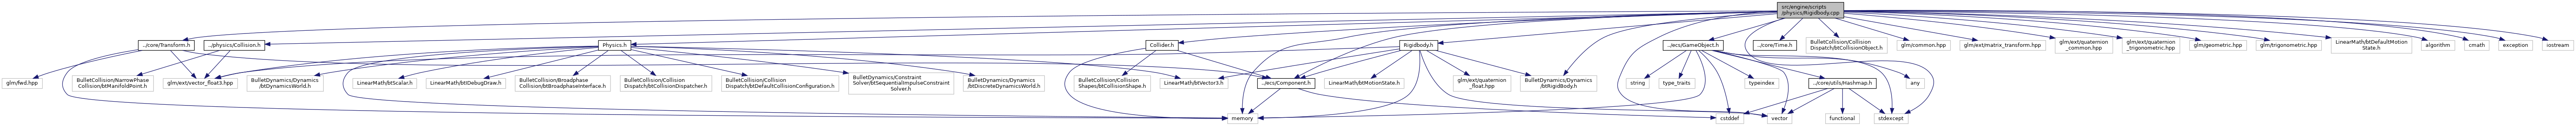 src/engine/scripts
/physics/Rigidbody.cpp
../core/Transform.h
../physics/Collision.h
Physics.h
Collider.h
Rigidbody.h
../ecs/GameObject.h
../core/Time.h
BulletCollision/Collision
Dispatch/btCollisionObject.h
glm/common.hpp
glm/ext/matrix_transform.hpp
glm/ext/quaternion
_common.hpp
glm/ext/quaternion
_trigonometric.hpp
glm/geometric.hpp
glm/trigonometric.hpp
LinearMath/btDefaultMotion
State.h
algorithm
cmath
exception
iostream
glm/fwd.hpp
BulletCollision/NarrowPhase
Collision/btManifoldPoint.h
glm/ext/vector_float3.hpp
BulletDynamics/Dynamics
/btDynamicsWorld.h
LinearMath/btScalar.h
LinearMath/btIDebugDraw.h
BulletCollision/Broadphase
Collision/btBroadphaseInterface.h
BulletCollision/Collision
Dispatch/btCollisionDispatcher.h
BulletCollision/Collision
Dispatch/btDefaultCollisionConfiguration.h
BulletDynamics/Constraint
Solver/btSequentialImpulseConstraint
Solver.h
BulletDynamics/Dynamics
/btDiscreteDynamicsWorld.h
BulletCollision/Collision
Shapes/btCollisionShape.h
LinearMath/btVector3.h
../ecs/Component.h
LinearMath/btMotionState.h
glm/ext/quaternion
_float.hpp
BulletDynamics/Dynamics
/btRigidBody.h
string
type_traits
typeindex
../core/utils/Hashmap.h
any
memory
cstddef
vector
functional
stdexcept